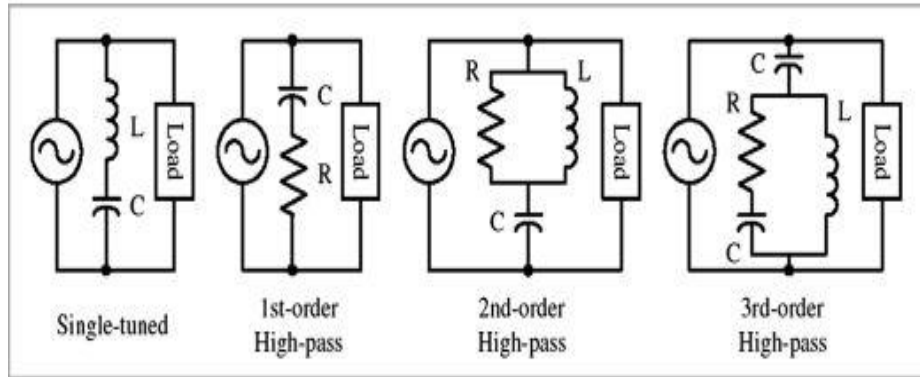 L
C
Load
Single-tuned
C
R
Load
1st-order
High-pass
R
L
C
Load
2nd-order
High-pass
C
R
L
C
Load
3rd-order
High-pass